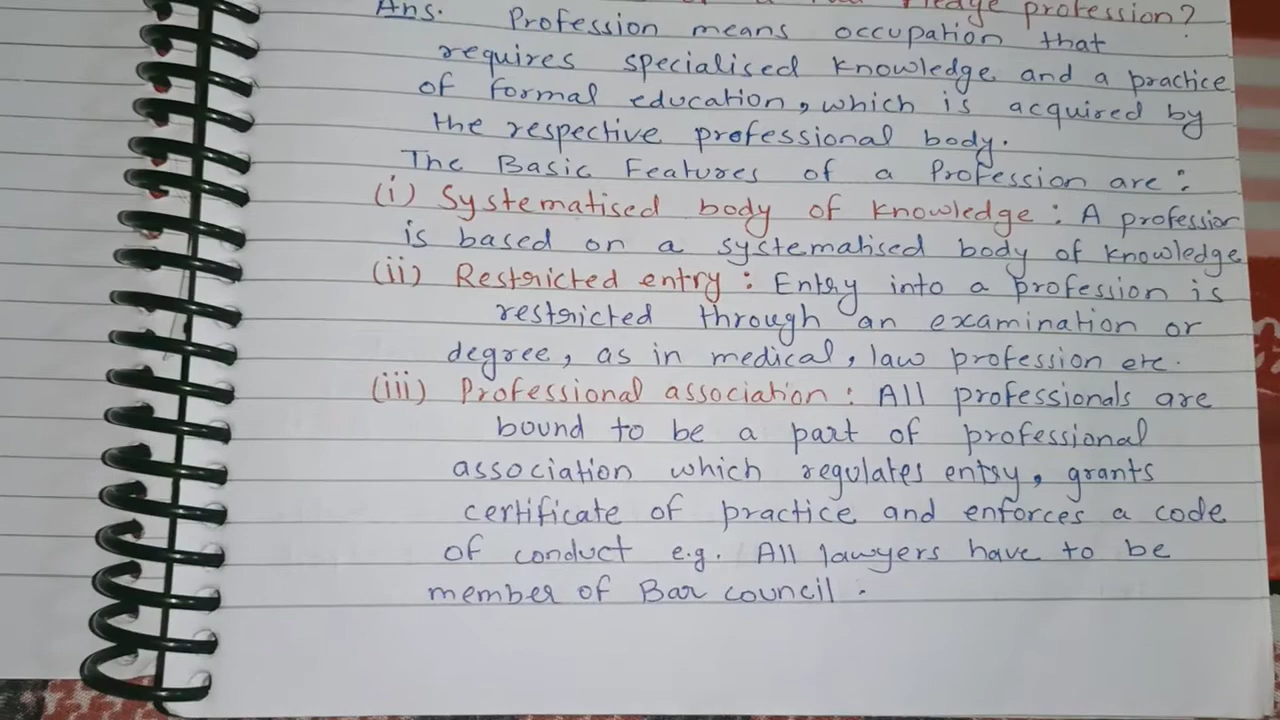 profession?
Ans. Profession means occupation that
requires specialised knowledge and a practice
of formal education, which is acquired by
the respective professional body.
The Basic Features of a Profession are:
(i) Systematised body of knowledge: A profession
is based on a systematised body of knowledge
(ii) Restricted entry: Entry into a profession is
restricted through an examination or
degree, as in medical, law profession etc.
(iii) Professional association: All professionals are
bound to be a part of professional
association which regulates entry, grants
certificate of practice and enforces a code
of conduct e.g. All lawyers have to be
member of Bar council.